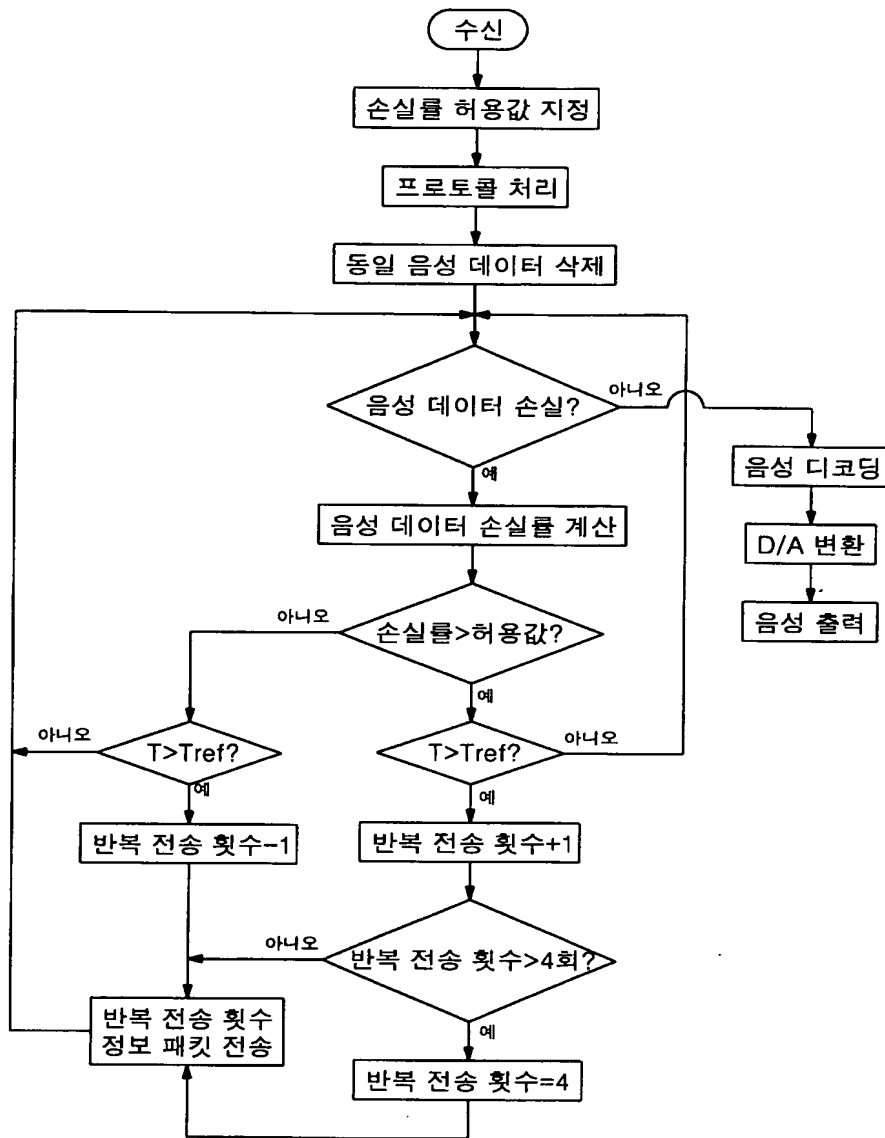 수신
손실률 허용값 지정
프로토콜 처리
동일 음성 데이터 삭제
음성 데이터 손실?
아니오
예
음성 디코딩
음성 데이터 손실률 계산
D/A 변환
음성 출력
손실률>허용값?
아니오
예
T>Tref?
아니오
예
T>Tref?
아니오
예
반복 전송 횟수-1
반복 전송 횟수+1
반복 전송 횟수>4회?
아니오
예
반복 전송 횟수
정보 패킷 전송
반복 전송 횟수=4